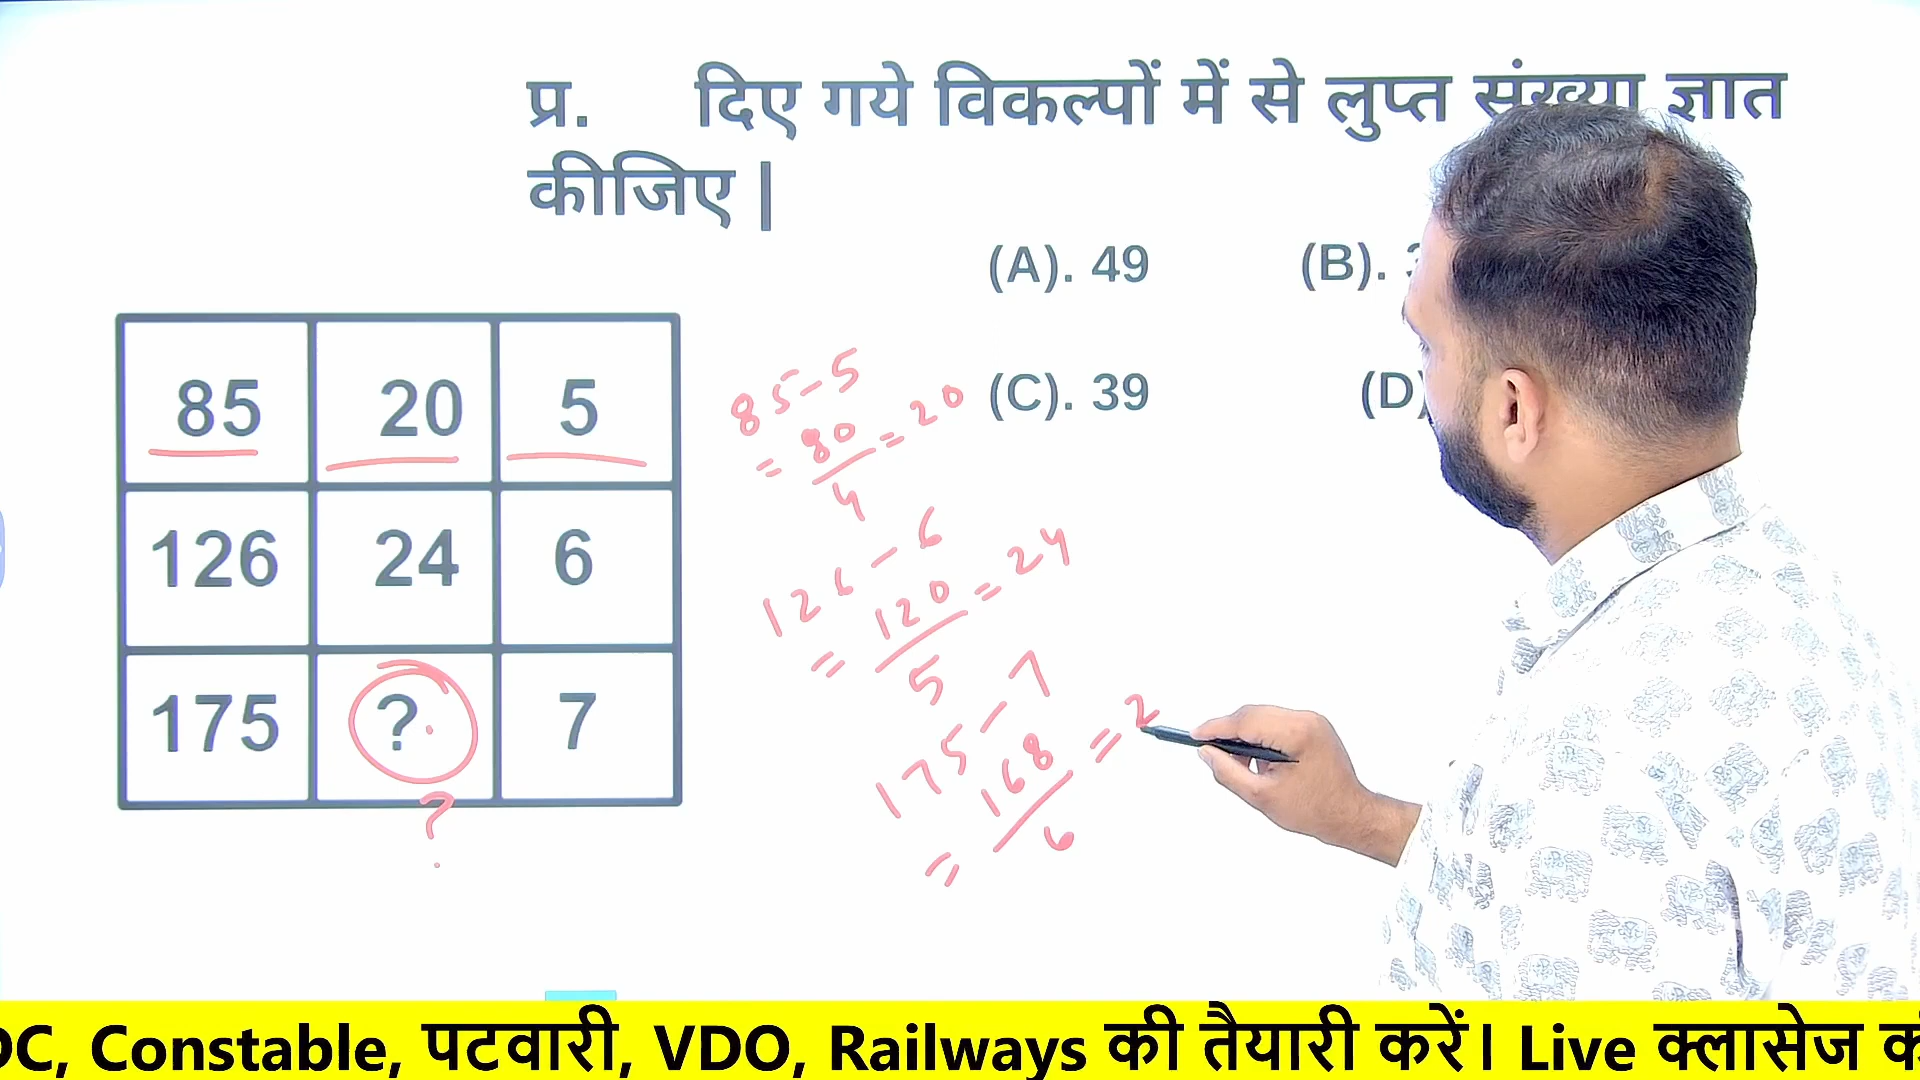 प्र. दिए गये विकल्पों में से लुप्त संख्या ज्ञात
कीजिए |
(A). 49 (B).
(C). 39 (D)
85 20 5
126 24 6
175 ? 7
?
85-5
= 80/4 = 20
126-6
= 120/5 = 24
175-7
= 168/6 = 2
DC, Constable, पटवारी, VDO, Railways की तैयारी करें। Live क्लासेज